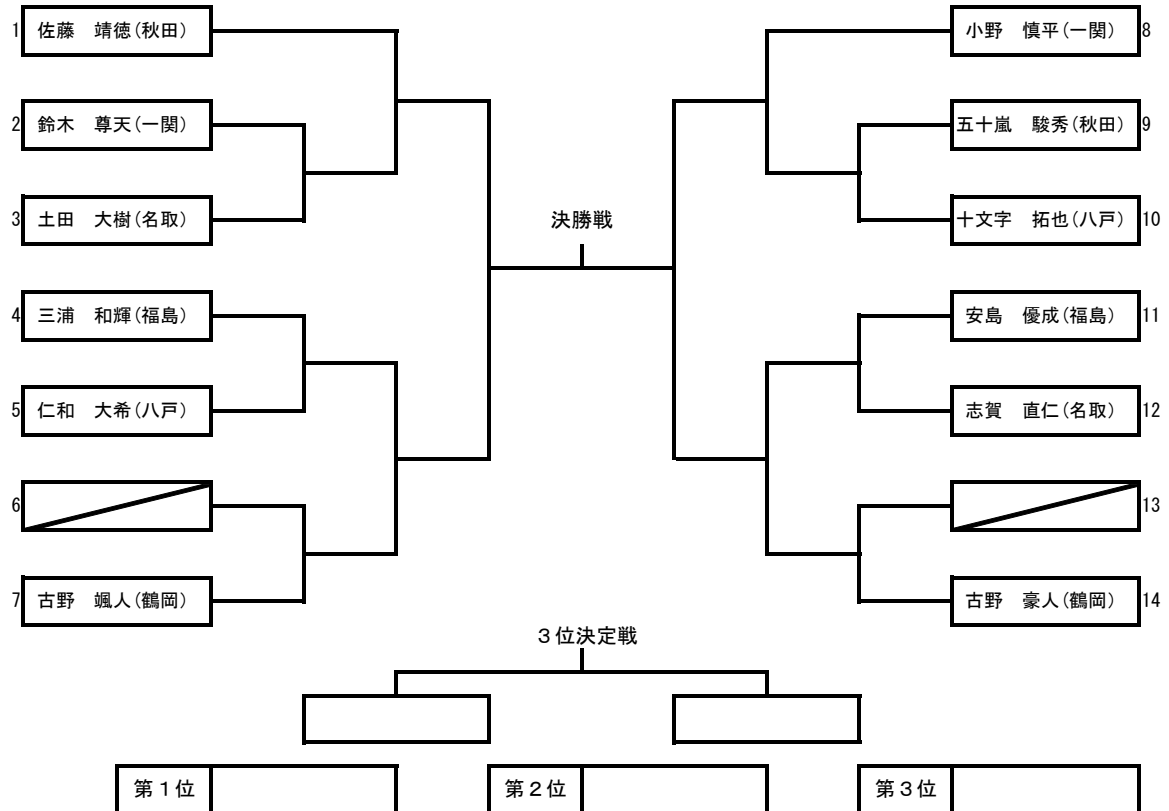 1 佐藤　靖徳(秋田)
2 鈴木　尊天(一関)
3 土田　大樹(名取)
4 三浦　和輝(福島)
5 仁和　大希(八戸)
6
7 古野　颯人(鶴岡)
決勝戦
小野　慎平(一関) 8
五十嵐　駿秀(秋田) 9
十文字　拓也(八戸) 10
安島　優成(福島) 11
志賀　直仁(名取) 12
13
古野　豪人(鶴岡) 14
３位決定戦
第１位
第２位
第３位